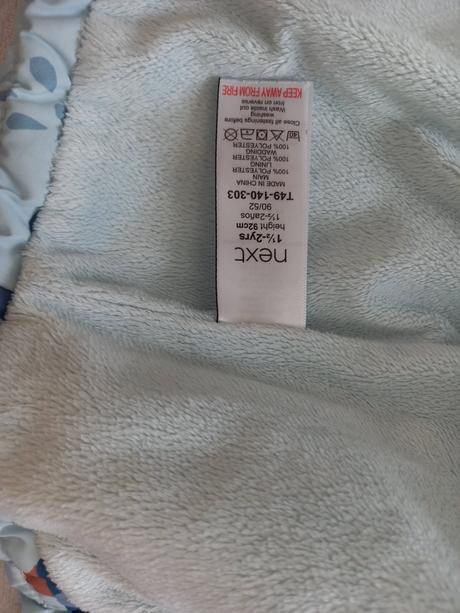 next
1½-2yrs
height 92cm
1½-2años
90/52
T49-140-303
MADE IN CHINA
MAIN
100% POLYESTER
LINING
100% POLYESTER
WADDING
100% POLYESTER
40
Close all fastenings before
washing
Wash inside out
Iron on reverse
KEEP AWAY FROM FIRE